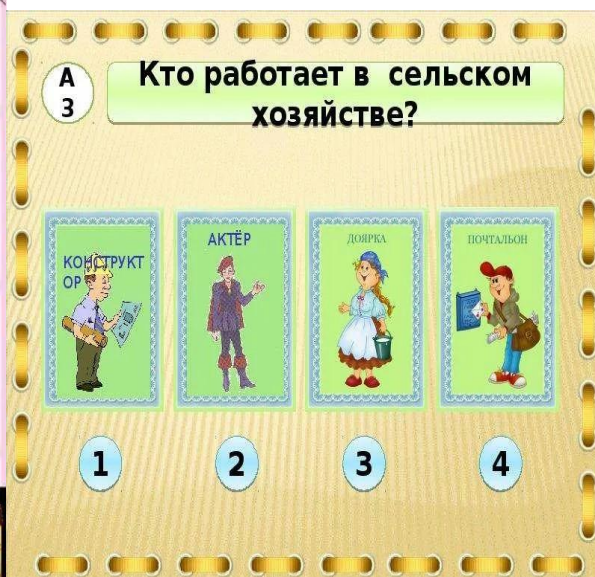 А
3
Кто работает в сельском
хозяйстве?
КОНСТРУКТ
ОР
АКТЁР
ДОЯРКА
ПОЧТАЛЬОН
1
2
3
4